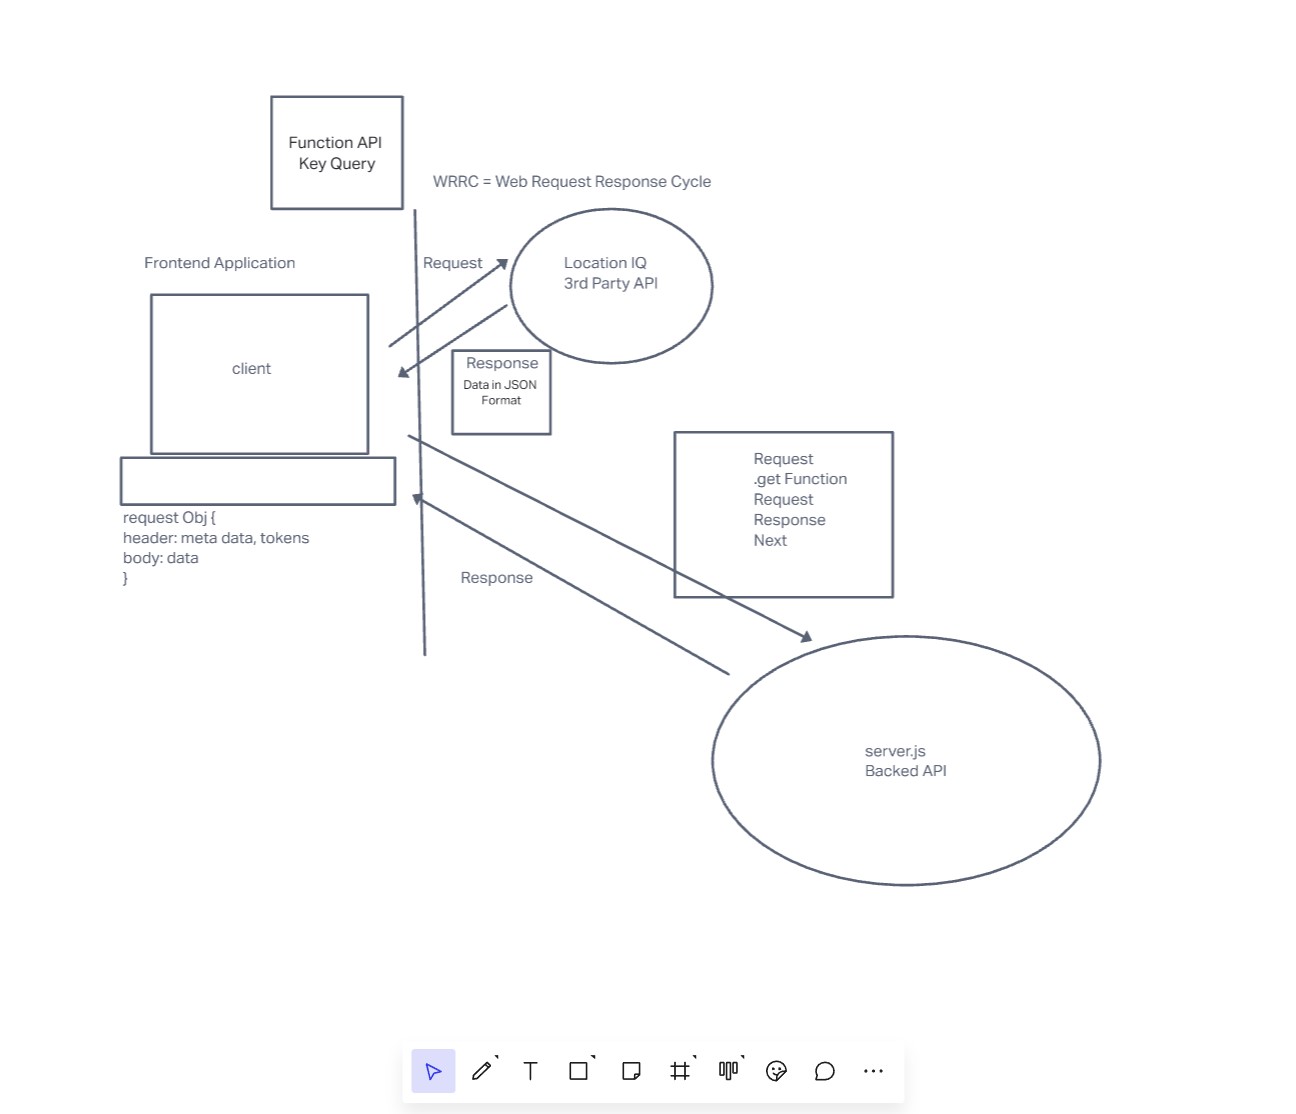 Function API
Key Query
WRRC = Web Request Response Cycle
Frontend Application
Request
Location IQ
3rd Party API
client
Response
Data in JSON
Format
Request
.get Function
Request
Response
Next
request Obj {
header: meta data, tokens
body: data
}
Response
server.js
Backed API